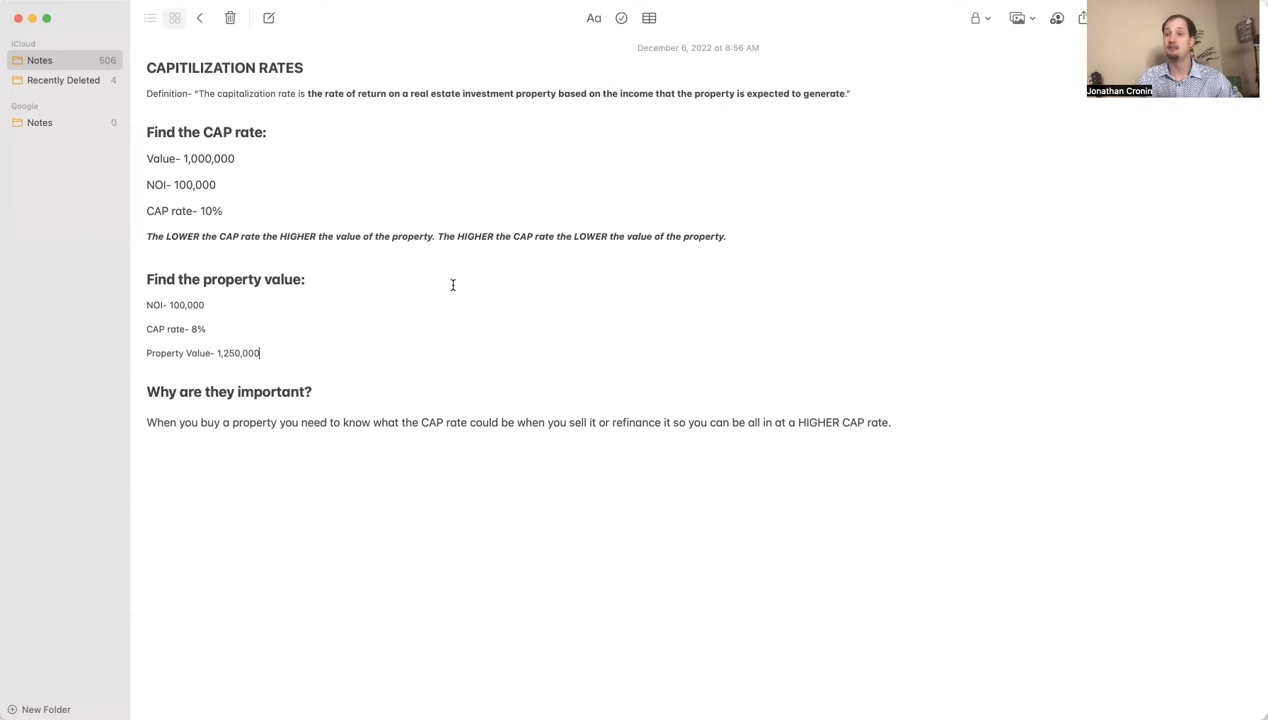 iCloud
Notes 506
Recently Deleted 4
Google
Notes 0
New Folder
Aa
December 6, 2022 at 8:56 AM
CAPITILIZATION RATES
Definition- “The capitalization rate is the rate of return on a real estate investment property based on the income that the property is expected to generate.”
Find the CAP rate:
Value- 1,000,000
NOI- 100,000
CAP rate- 10%
The LOWER the CAP rate the HIGHER the value of the property. The HIGHER the CAP rate the LOWER the value of the property.
Find the property value:
NOI- 100,000
CAP rate- 8%
Property Value- 1,250,000
Why are they important?
When you buy a property you need to know what the CAP rate could be when you sell it or refinance it so you can be all in at a HIGHER CAP rate.
Jonathan Cronin